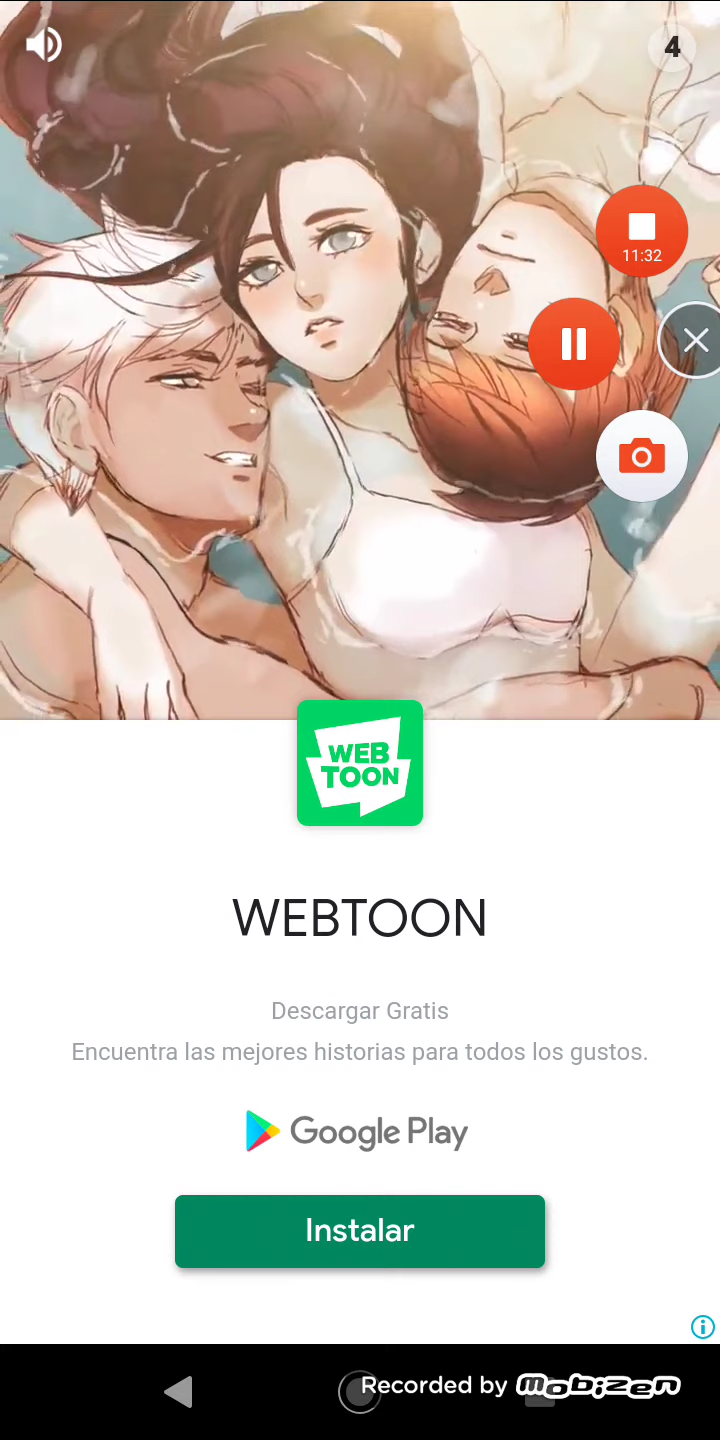 4
11:32
WEB
TOON
WEBTOON
Descargar Gratis
Encuentra las mejores historias para todos los gustos.
Google Play
Instalar
Recorded by mobizen